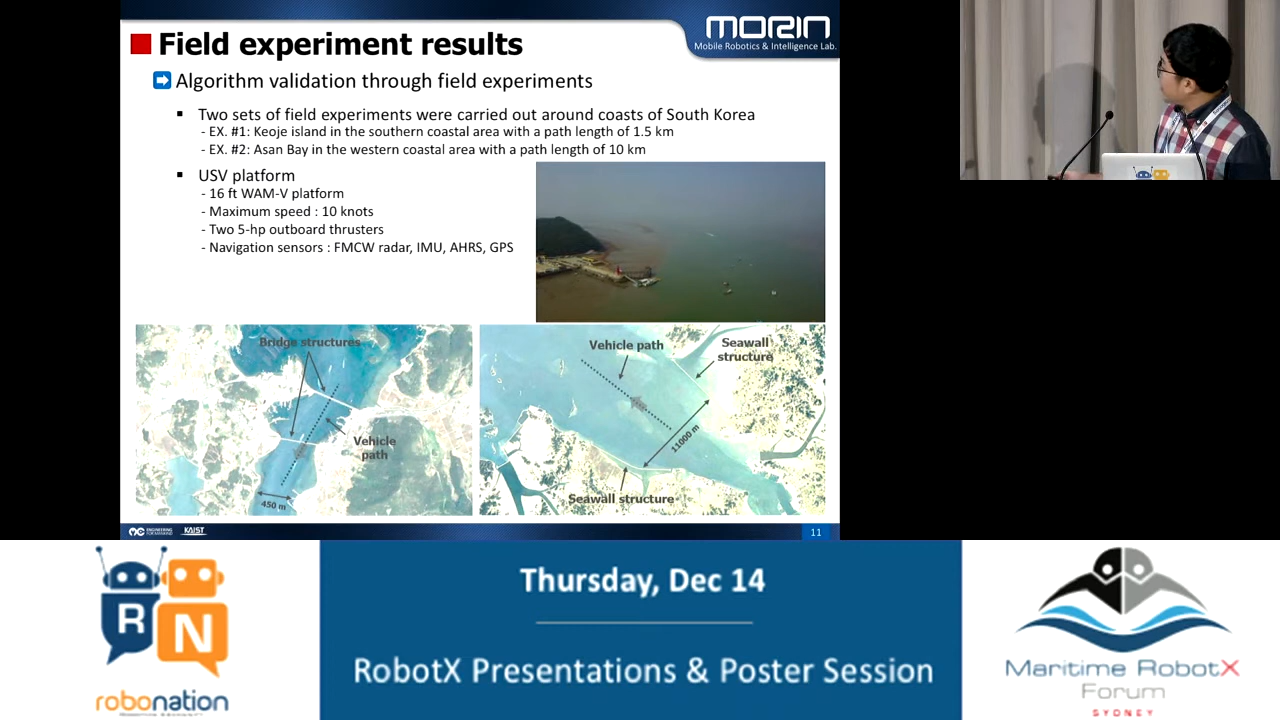 MORIN
Mobile Robotics & Intelligence Lab.
Field experiment results
Algorithm validation through field experiments
Two sets of field experiments were carried out around coasts of South Korea
- EX. #1: Keoje island in the southern coastal area with a path length of 1.5 km
- EX. #2: Asan Bay in the western coastal area with a path length of 10 km
USV platform
- 16 ft WAM-V platform
- Maximum speed : 10 knots
- Two 5-hp outboard thrusters
- Navigation sensors : FMCW radar, IMU, AHRS, GPS
Bridge structures
Vehicle
path
450 m
Vehicle path
Seawall
structure
11000 m
Seawall structure
KAIST
11
R N
robonation
Thursday, Dec 14
RobotX Presentations & Poster Session
Maritime RobotX
Forum
SYDNEY